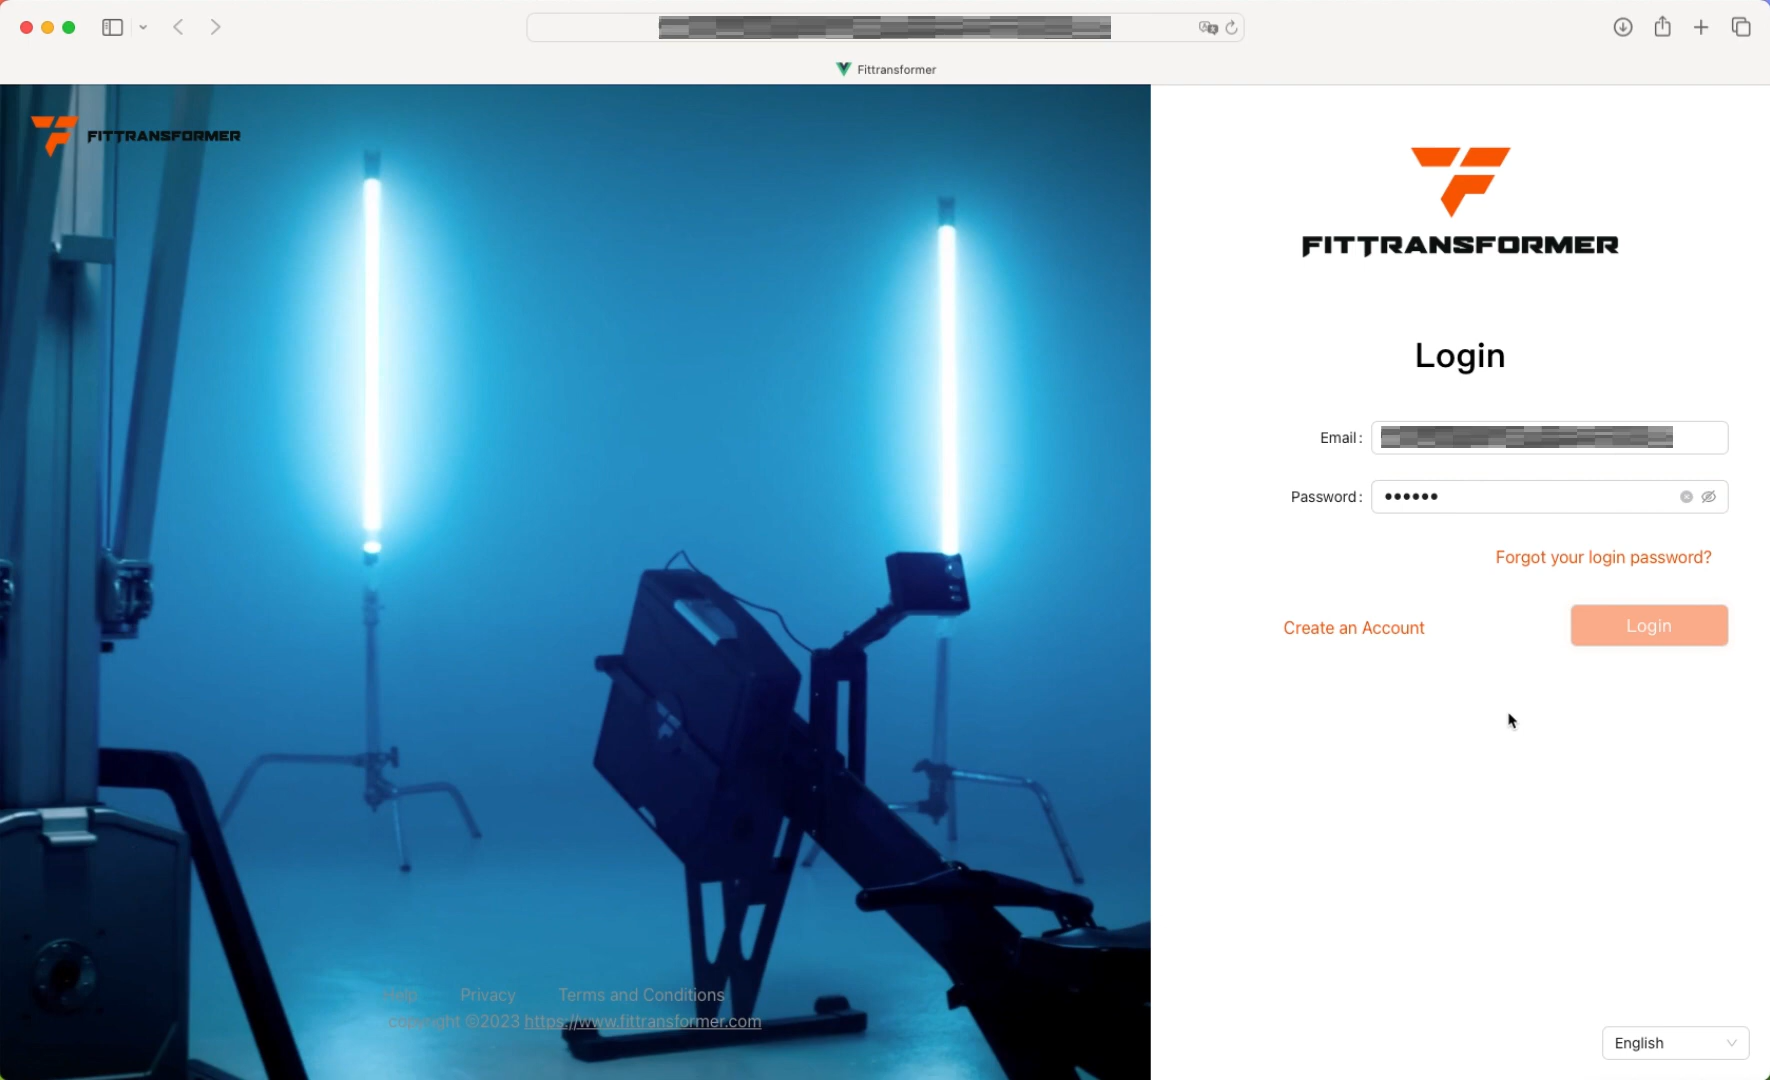 Fittransformer
FITTRANSFORMER
FITTRANSFORMER
Login
Email :
Password :
Forgot your login password?
Create an Account
Login
Help Privacy Terms and Conditions
copyright ©2023 https://www.fittransformer.com
English